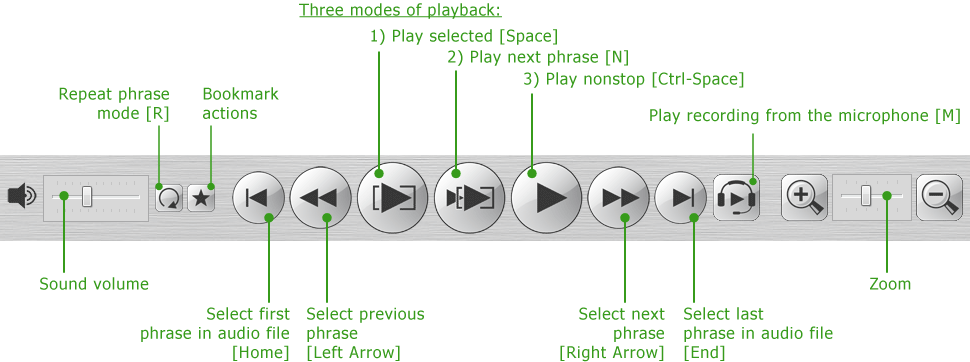 Three modes of playback:
1) Play selected [Space]
2) Play next phrase [N]
3) Play nonstop [Ctrl-Space]
Repeat phrase
mode [R]
Bookmark
actions
Play recording from the microphone [M]
Sound volume
Zoom
Select first
phrase in audio file
[Home]
Select previous
phrase
[Left Arrow]
Select next
phrase
[Right Arrow]
Select last
phrase in audio file
[End]